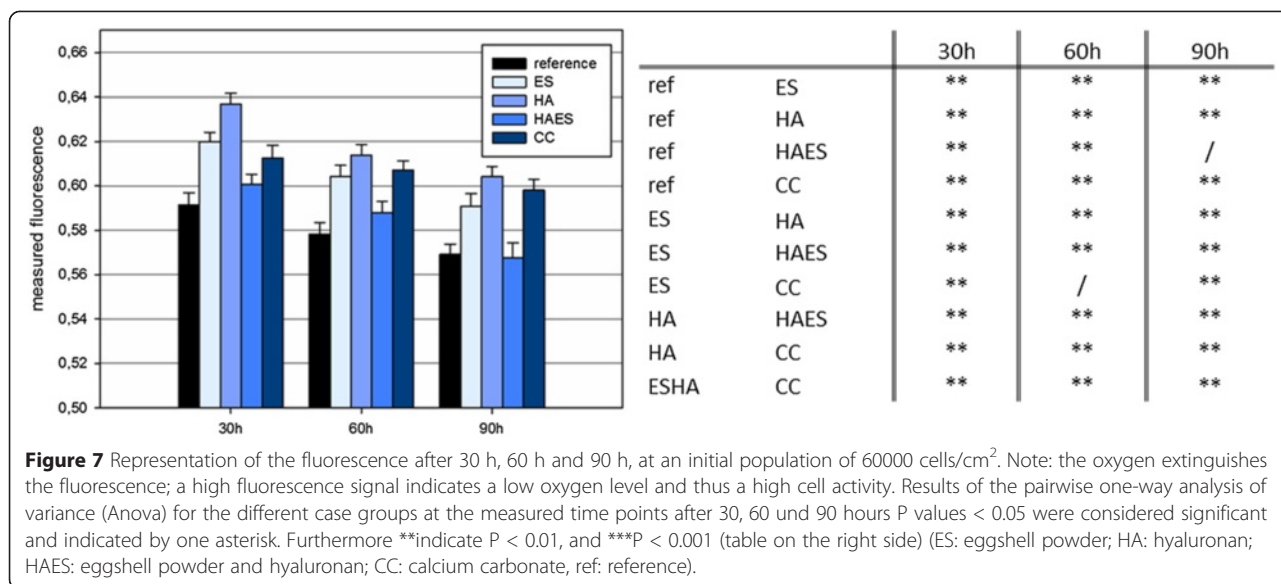 0,66
0,64
0,62
0,60
0,58
0,56
0,54
0,52
0,50
measured fluorescence
reference
ES
HA
HAES
CC
30h
60h
90h
30h 60h 90h
ref ES ** ** **
ref HA ** ** **
ref HAES ** ** /
ref CC ** ** **
ES HA ** ** **
ES HAES ** ** **
ES CC ** / **
HA HAES ** ** **
HA CC ** ** **
ESHA CC ** ** **
Figure 7 Representation of the fluorescence after 30 h, 60 h and 90 h, at an initial population of 60000 cells/cm². Note: the oxygen extinguishes
the fluorescence; a high fluorescence signal indicates a low oxygen level and thus a high cell activity. Results of the pairwise one-way analysis of
variance (Anova) for the different case groups at the measured time points after 30, 60 und 90 hours P values < 0.05 were considered significant
and indicated by one asterisk. Furthermore **indicate P < 0.01, and ***P < 0.001 (table on the right side) (ES: eggshell powder; HA: hyaluronan;
HAES: eggshell powder and hyaluronan; CC: calcium carbonate, ref: reference).